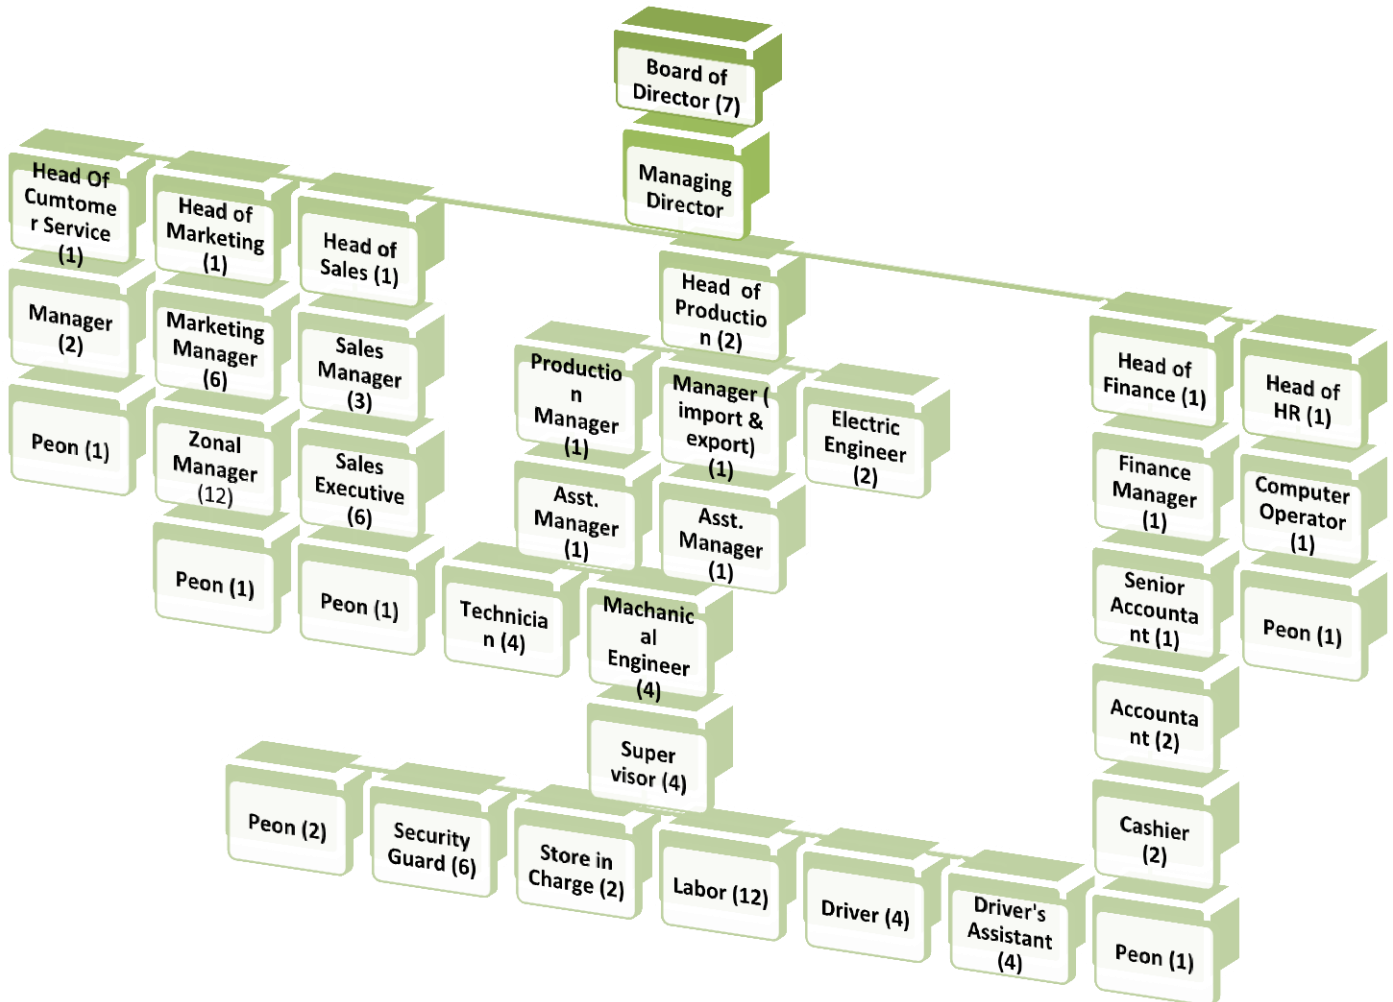 Board of
Director (7)
Managing
Director
Head Of
Cumtome
r Service
(1)
Manager
(2)
Peon (1)
Head of
Marketing
(1)
Marketing
Manager
(6)
Zonal
Manager
(12)
Peon (1)
Head of
Sales (1)
Sales
Manager
(3)
Sales
Executive
(6)
Peon (1)
Head of
Productio
n (2)
Productio
n
Manager
(1)
Asst.
Manager
(1)
Technicia
n (4)
Machanic
al
Engineer
(4)
Super
visor (4)
Peon (2)
Security
Guard (6)
Store in
Charge (2)
Labor (12)
Driver (4)
Driver's
Assistant
(4)
Manager (
import &
export)
(1)
Asst.
Manager
(1)
Electric
Engineer
(2)
Head of
Finance (1)
Finance
Manager
(1)
Senior
Accounta
nt (1)
Accounta
nt (2)
Cashier
(2)
Peon (1)
Head of
HR (1)
Computer
Operator
(1)
Peon (1)